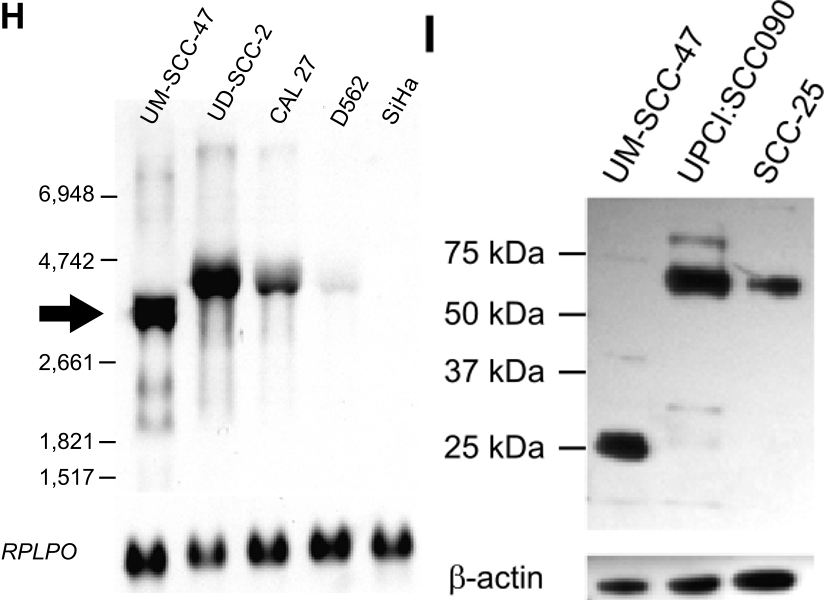 H
UM-SCC-47
UD-SCC-2
CAL 27
D562
SiHa
6,948
4,742
2,661
1,821
1,517
RPLPO
I
UM-SCC-47
UPCI:SCC090
SCC-25
75 kDa
50 kDa
37 kDa
25 kDa
β-actin